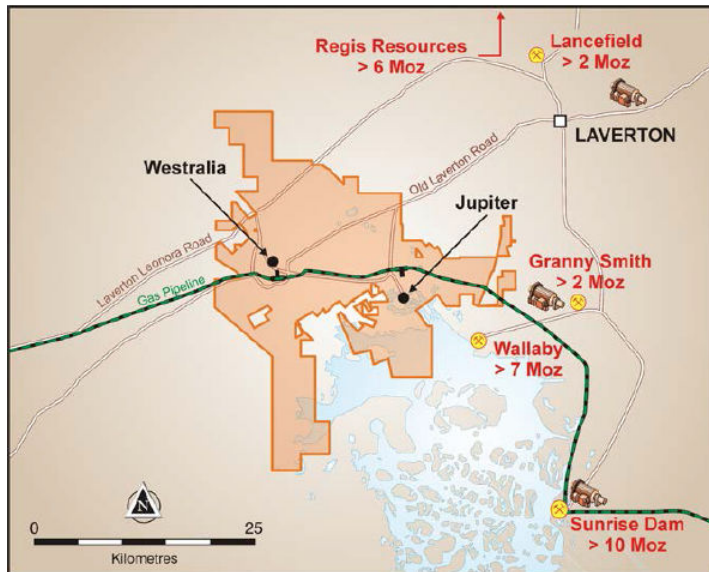 Regis Resources
> 6 Moz
Lancefield
> 2 Moz
LAVERTON
Westralia
Old Laverton Road
Jupiter
Laverton Leonora Road
Gas Pipeline
Granny Smith
> 2 Moz
Wallaby
> 7 Moz
N
0
25
Kilometres
Sunrise Dam
> 10 Moz